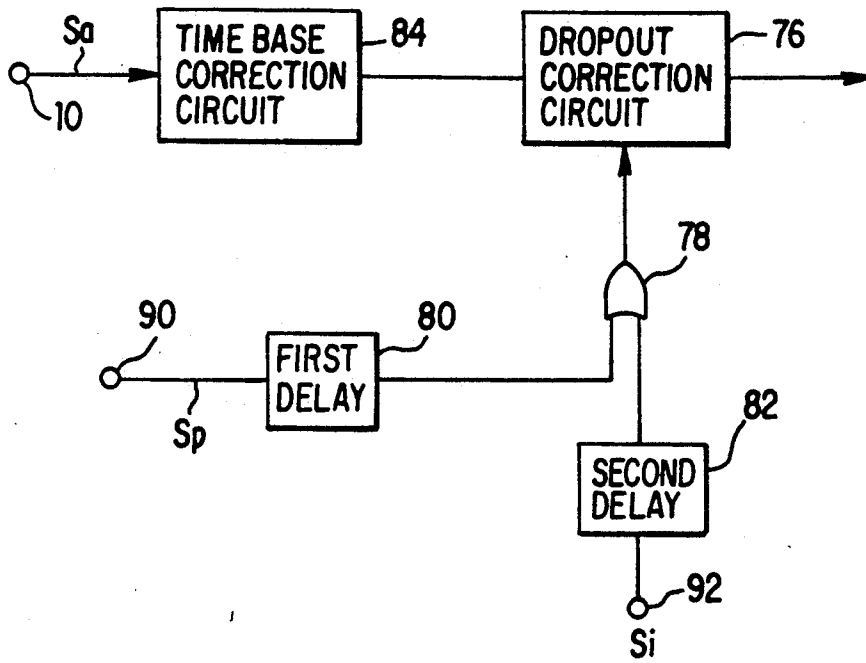 Sa
10
TIME BASE
CORRECTION
CIRCUIT
84
DROPOUT
CORRECTION
CIRCUIT
76
78
90
Sp
FIRST
DELAY
80
SECOND
DELAY
82
92
Si